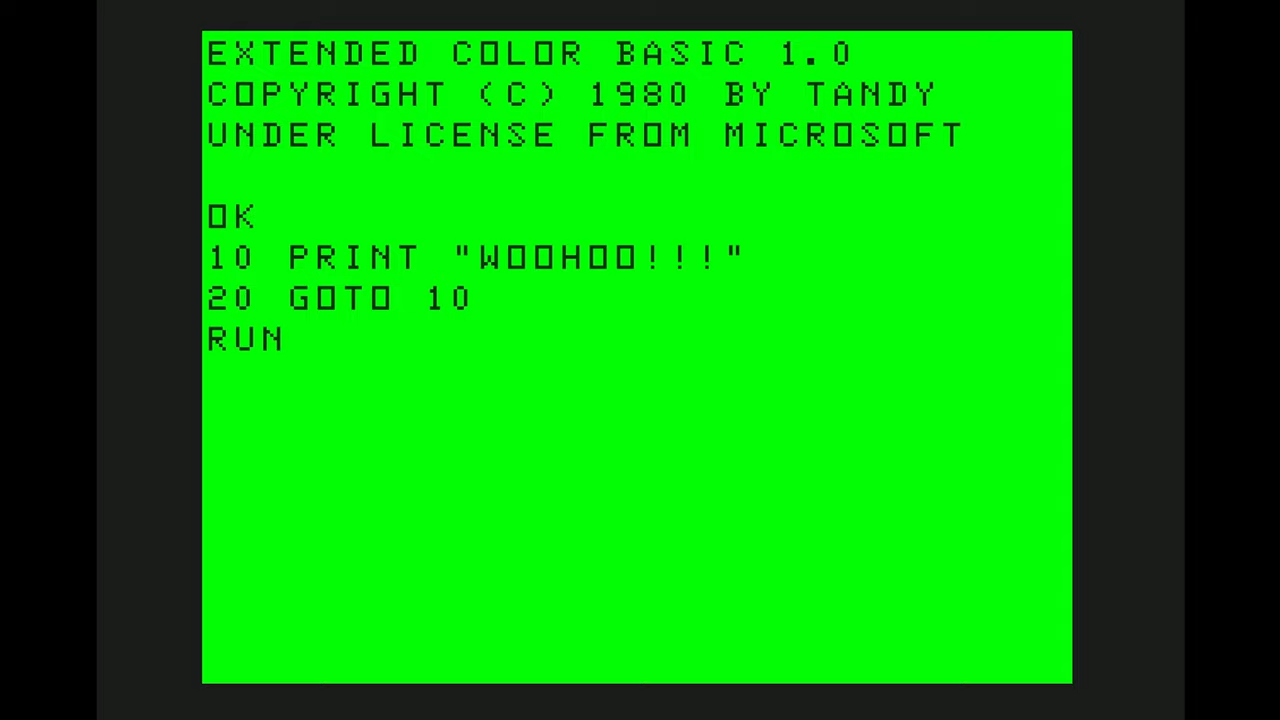 EXTENDED COLOR BASIC 1.0
COPYRIGHT (C) 1980 BY TANDY
UNDER LICENSE FROM MICROSOFT
OK
10 PRINT "WOOHOO!!!"
20 GOTO 10
RUN